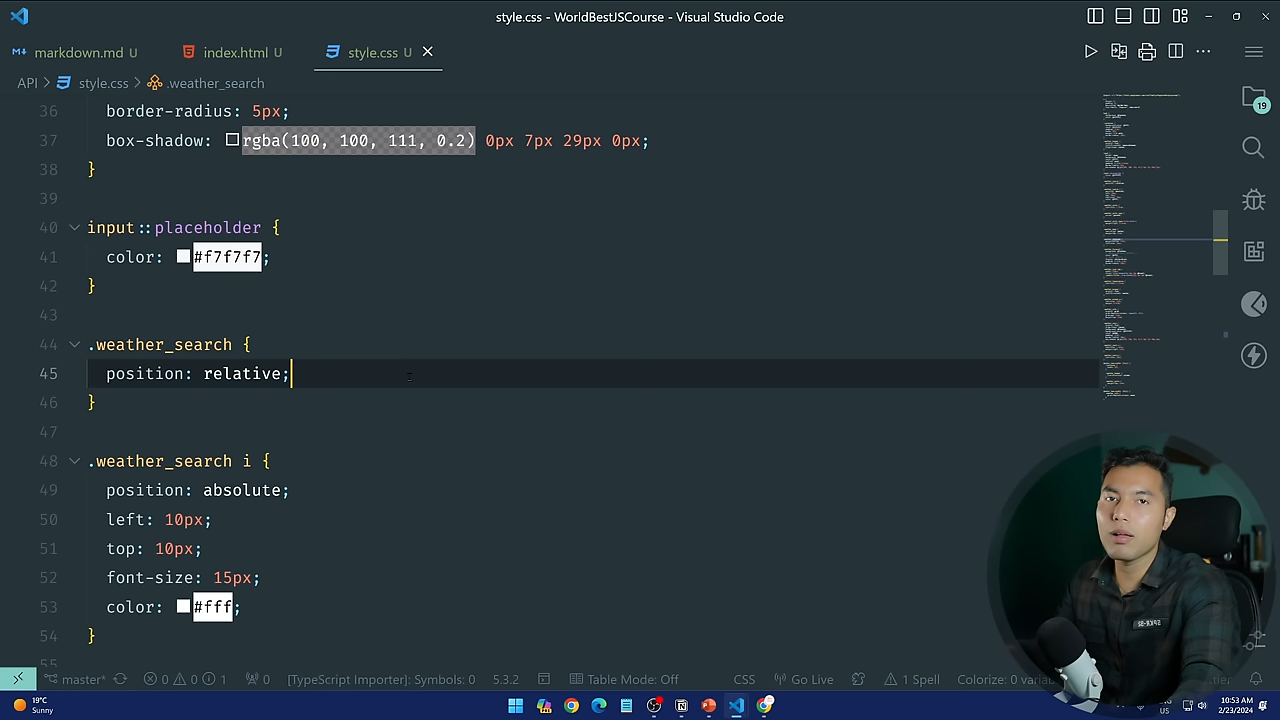 style.css - WorldBestJSCourse - Visual Studio Code
markdown.md U
index.html U
style.css U
API > style.css > .weather_search
36 border-radius: 5px;
37 box-shadow: rgba(100, 100, 111, 0.2) 0px 7px 29px 0px;
38 }
39
40 input::placeholder {
41 color: #f7f7f7;
42 }
43
44 .weather_search {
45 position: relative;
46 }
47
48 .weather_search i {
49 position: absolute;
50 left: 10px;
51 top: 10px;
52 font-size: 15px;
53 color: #fff;
54 }
55
19
master* 0 0 1 0 [TypeScript Importer]: Symbols: 0 5.3.2 Table Mode: Off CSS Go Live 1 Spell Colorize: 0
19°C
Sunny
US
10:53 AM
2/23/2024